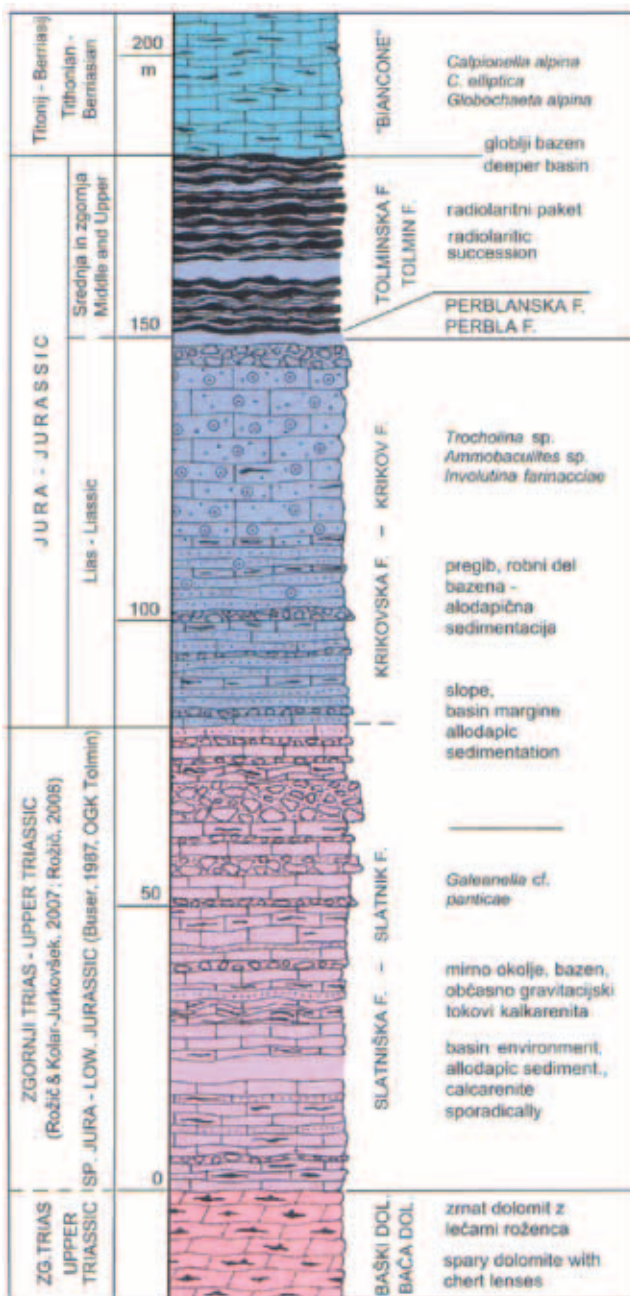 Titonij - Berriasij
Tithonian -
Berriasian
200
m
"BIANCONE"
Calpionella alpina
C. elliptica
Globochaeta alpina
globlji bazen
deeper basin
JURA - JURASSIC
Srednja in zgornja
Middle and Upper
TOLMINSKA F.
TOLMIN F.
radiolaritni paket
radiolaritic
succession
PERBLANSKA F.
PERBLA F.
150
Lias - Liassic
KRIKOVSKA F. – KRIKOV F.
Trocholina sp.
Ammobaculites sp.
Involutina farinacciae
pregib, robni del
bazena -
alodapična
sedimentacija
100
slope,
basin margine
allodapic
sedimentation
ZGORNJI TRIAS - UPPER TRIASSIC
(Rožič & Kolar-Jurkovšek, 2007; Rožič, 2008)
SP. JURA - LOW. JURASSIC (Buser, 1987, OGK Tolmin)
50
SLATNIŠKA F. – SLATNIK F.
Galeanella cf.
panticae
mirno okolje, bazen,
občasno gravitacijski
tokovi kalkarenita
basin environment,
allodapic sediment.,
calcarenite
sporadically
0
ZG.TRIAS
UPPER
TRIASSIC
BAŠKI DOL.
BAČA DOL.
zrnat dolomit z
lečami roženca
spary dolomite with
chert lenses